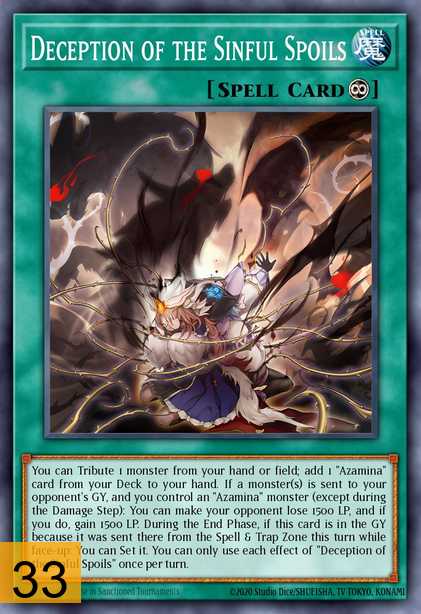 DECEPTION OF THE SINFUL SPOILS
SPELL
魔
[SPELL CARD]
You can Tribute 1 monster from your hand or field; add 1 "Azamina"
card from your Deck to your hand. If a monster(s) is sent to your
opponent's GY, and you control an "Azamina" monster (except during
the Damage Step): You can make your opponent lose 1500 LP, and if
you do, gain 1500 LP. During the End Phase, if this card is in the GY
because it was sent there from the Spell & Trap Zone this turn while
face-up: You can Set it. You can only use each effect of "Deception of
Spoils" once per turn.
33
in Sanctioned Tournaments
©2020 Studio Dice/SHUEISHA, TV TOKYO, KONAMI